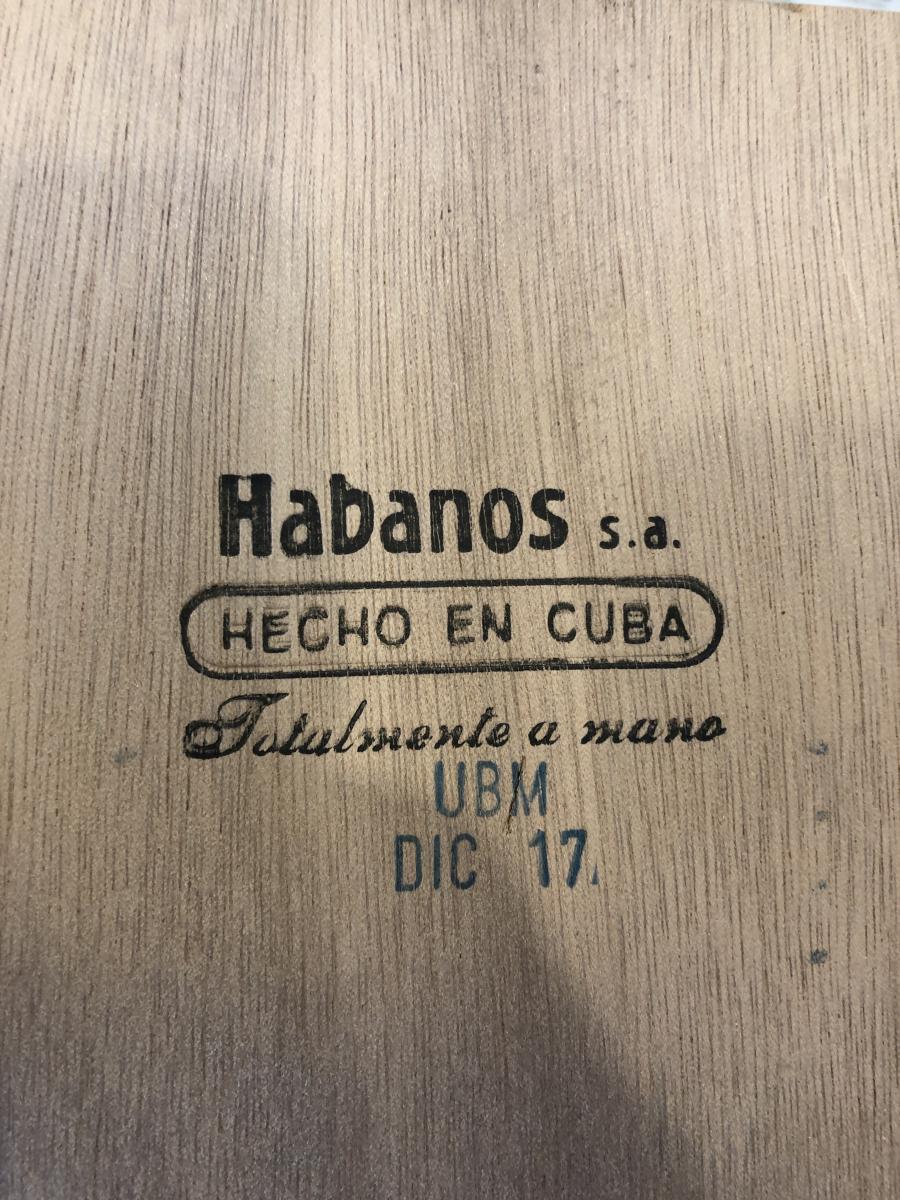 Habanos s.a.
HECHO EN CUBA
Totalmente a mano
UBM
DIC 17